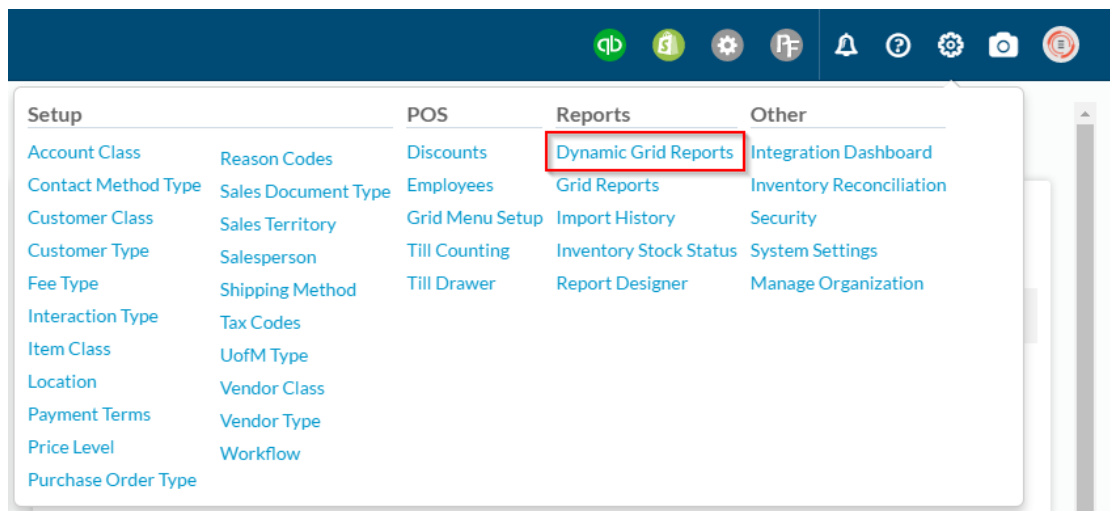 qb
S
PF
Setup
Account Class
Contact Method Type
Customer Class
Customer Type
Fee Type
Interaction Type
Item Class
Location
Payment Terms
Price Level
Purchase Order Type
Reason Codes
Sales Document Type
Sales Territory
Salesperson
Shipping Method
Tax Codes
UofM Type
Vendor Class
Vendor Type
Workflow
POS
Discounts
Employees
Grid Menu Setup
Till Counting
Till Drawer
Reports
Dynamic Grid Reports
Grid Reports
Import History
Inventory Stock Status
Report Designer
Other
Integration Dashboard
Inventory Reconciliation
Security
System Settings
Manage Organization